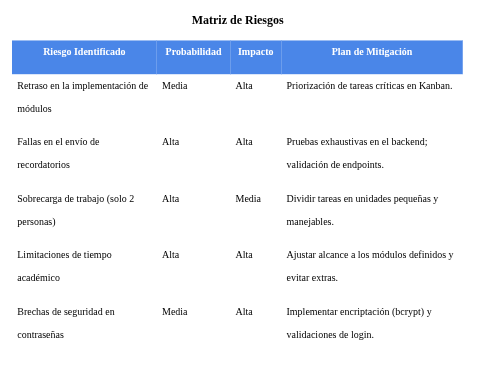 Matriz de Riesgos
Riesgo Identificado Probabilidad Impacto Plan de Mitigación
Retraso en la implementación de Media Alta Priorización de tareas críticas en Kanban.
módulos
Fallas en el envío de Alta Alta Pruebas exhaustivas en el backend;
recordatorios validación de endpoints.
Sobrecarga de trabajo (solo 2 Alta Media Dividir tareas en unidades pequeñas y
personas) manejables.
Limitaciones de tiempo Alta Alta Ajustar alcance a los módulos definidos y
académico evitar extras.
Brechas de seguridad en Media Alta Implementar encriptación (bcrypt) y
contraseñas validaciones de login.